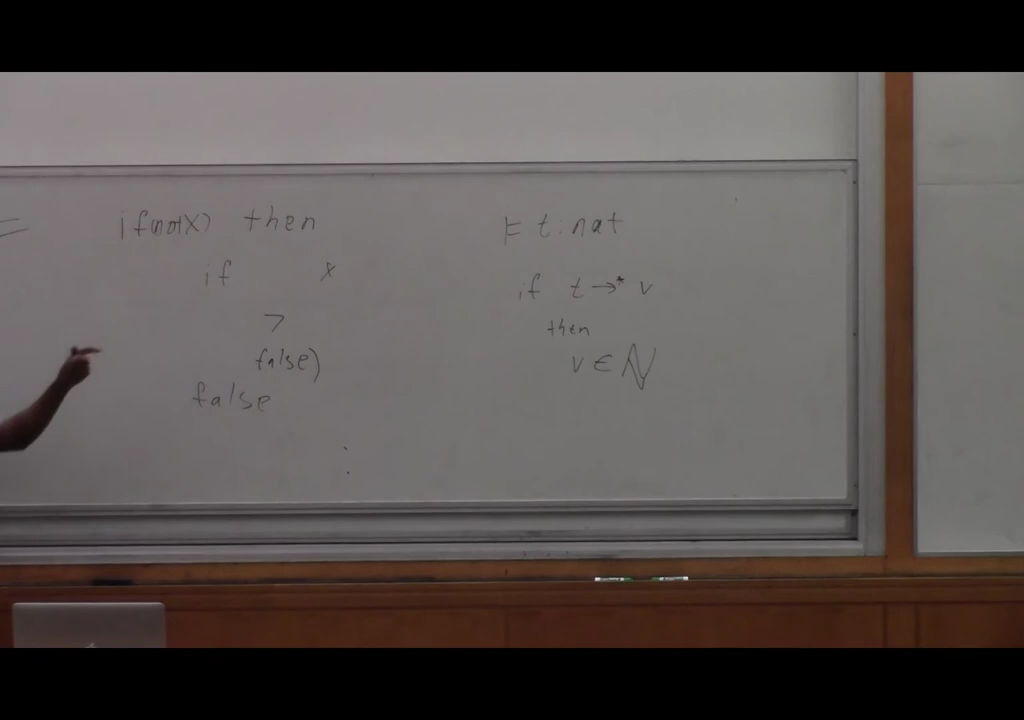 =
if(not X) then
if x
7
false)
false
⊨ t : nat
if t →* v
then
v ∈ ℕ